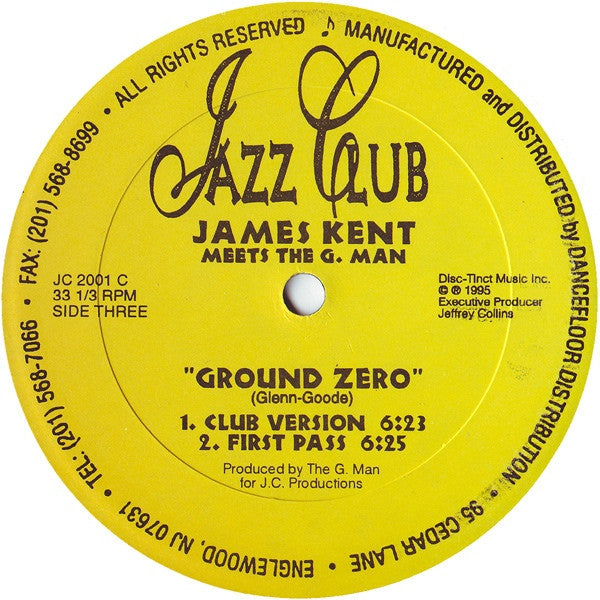 • ALL RIGHTS RESERVED ♪ MANUFACTURED and DISTRIBUTED by DANCEFLOOR DISTRIBUTION • 95 CEDAR LANE • ENGLEWOOD, NJ 07631 • TEL: (201) 568-7066 • FAX: (201) 568-8699
Jazz Club
JAMES KENT
MEETS THE G. MAN
JC 2001 C
33 1/3 RPM
SIDE THREE
Disc-Tinct Music Inc.
© ℗ 1995
Executive Producer
Jeffrey Collins
"GROUND ZERO"
(Glenn-Goode)
1. CLUB VERSION 6:23
2. FIRST PASS 6:25
Produced by The G. Man
for J.C. Productions